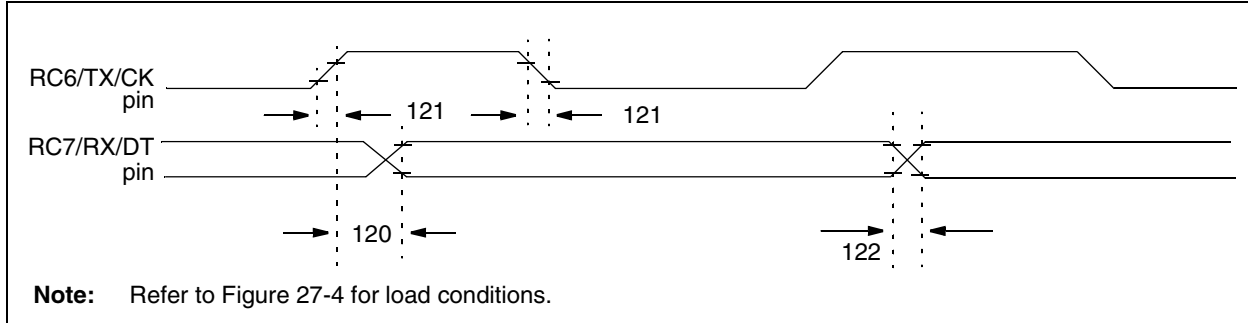 RC6/TX/CK
pin
121
121
RC7/RX/DT
pin
120
122
Note: Refer to Figure 27-4 for load conditions.